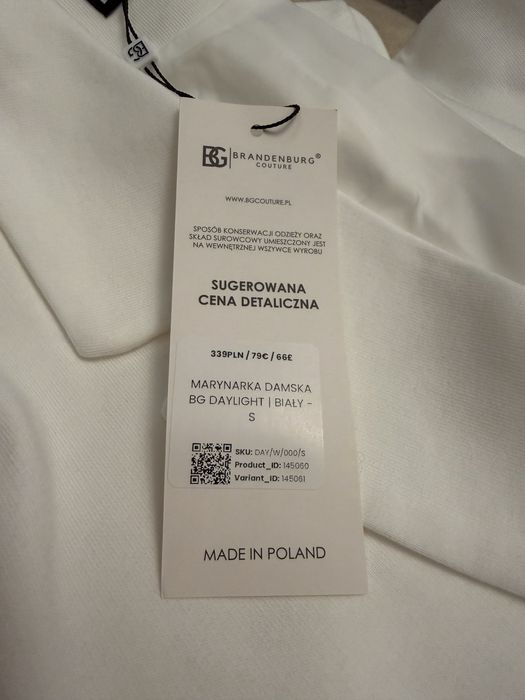 BG
BG | BRANDENBURG®
COUTURE
WWW.BGCOUTURE.PL
SPOSÓB KONSERWACJI ODZIEŻY ORAZ
SKŁAD SUROWCOWY UMIESZCZONY JEST
NA WEWNĘTRZNEJ WSZYWCE WYROBU
SUGEROWANA
CENA DETALICZNA
339PLN / 79€ / 66£
MARYNARKA DAMSKA
BG DAYLIGHT | BIAŁY -
S
SKU: DAY/W/000/S
Product_ID: 145060
Variant_ID: 145061
MADE IN POLAND